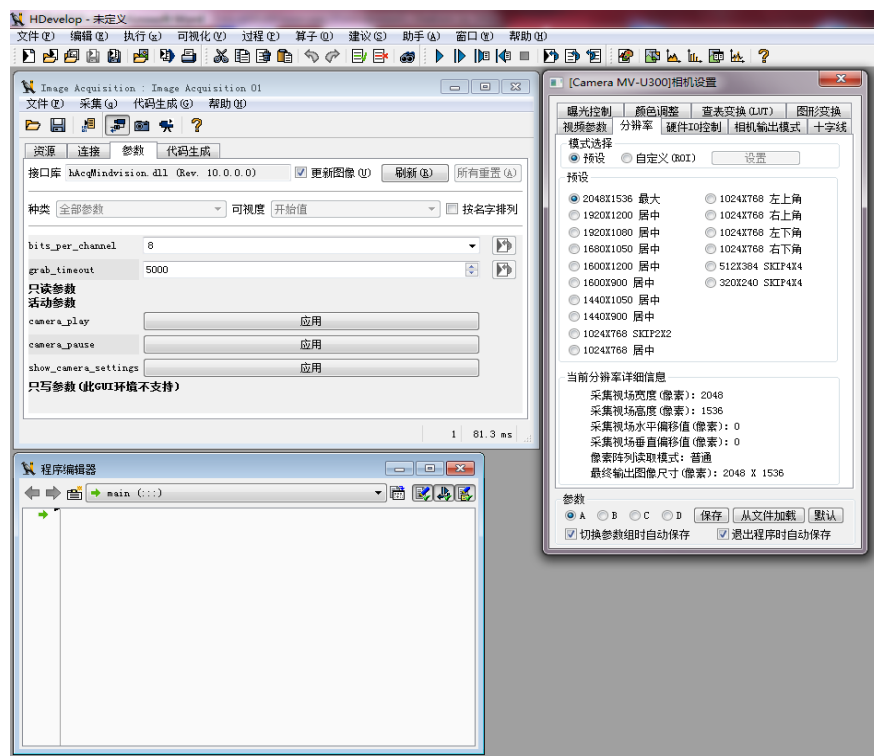 HDevelop - 未定义
文件(F) 编辑(E) 执行(x) 可视化(V) 过程(P) 算子(O) 建议(S) 助手(A) 窗口(W) 帮助(H)
Image Acquisition : Image Acquisition 01
文件(F) 采集(a) 代码生成(G) 帮助(H)
资源 连接 参数 代码生成
接口库 hAcqMindvision.dll (Rev. 10.0.0.0) 更新图像(U) 刷新(R) 所有重置(A)
种类 全部参数 可视度 开始值 按名字排列
bits_per_channel 8
grab_timeout 5000
只读参数
活动参数
camera_play 应用
camera_pause 应用
show_camera_settings 应用
只写参数(此GUI环境不支持)
1 81.3 ms
程序编辑器
main (:::)
[Camera MV-U300]相机设置
曝光控制 颜色调整 查表变换(LUT) 图形变换
视频参数 分辨率 硬件IO控制 相机输出模式 十字线
模式选择
预设 自定义(ROI) 设置
预设
2048X1536 最大 1024X768 左上角
1920X1200 居中 1024X768 右上角
1920X1080 居中 1024X768 左下角
1680X1050 居中 1024X768 右下角
1600X1200 居中 512X384 SKIP4X4
1600X900 居中 320X240 SKIP4X4
1440X1050 居中
1440X900 居中
1024X768 SKIP2X2
1024X768 居中
当前分辨率详细信息
采集视场宽度(像素): 2048
采集视场高度(像素): 1536
采集视场水平偏移值(像素): 0
采集视场垂直偏移值(像素): 0
像素阵列读取模式: 普通
最终输出图像尺寸(像素): 2048 X 1536
参数
A B C D 保存 从文件加载 默认
切换参数组时自动保存 退出程序时自动保存